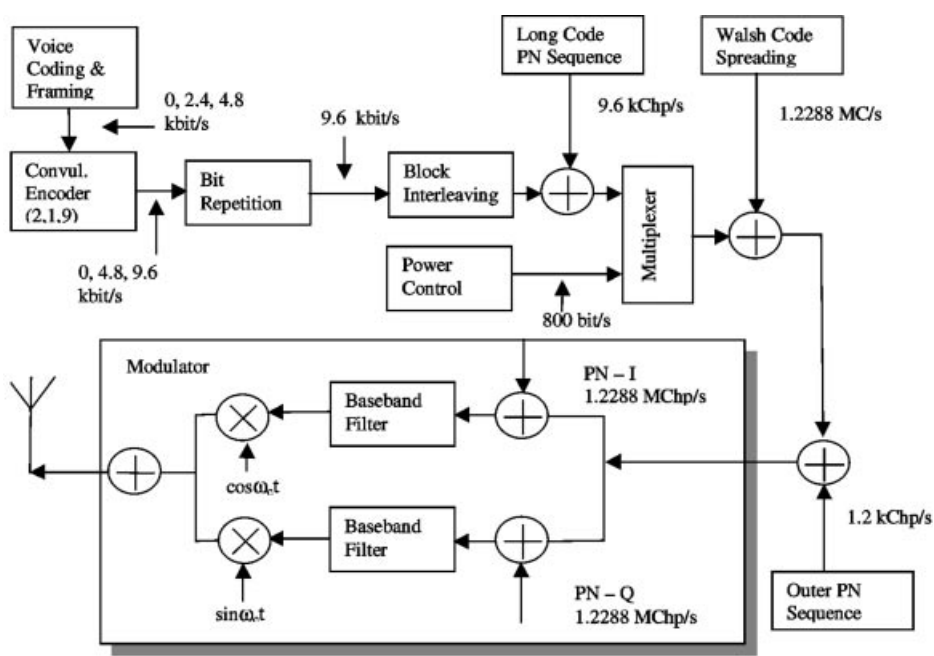 Voice
Coding &
Framing
Long Code
PN Sequence
Walsh Code
Spreading
0, 2.4, 4.8
kbit/s
9.6 kbit/s
9.6 kChp/s
1.2288 MC/s
Convul.
Encoder
(2,1,9)
Bit
Repetition
Block
Interleaving
Multiplexer
0, 4.8, 9.6
kbit/s
Power
Control
800 bit/s
Modulator
PN – I
1.2288 MChp/s
Baseband
Filter
cosω꜀t
Baseband
Filter
sinω꜀t
PN – Q
1.2288 MChp/s
1.2 kChp/s
Outer PN
Sequence